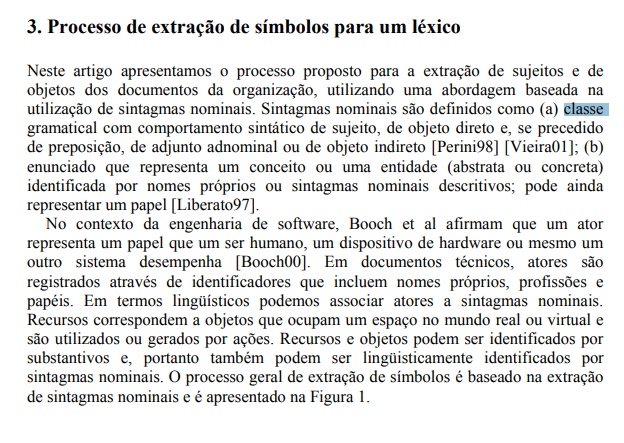 3. Processo de extração de símbolos para um léxico
Neste artigo apresentamos o processo proposto para a extração de sujeitos e de
objetos dos documentos da organização, utilizando uma abordagem baseada na
utilização de sintagmas nominais. Sintagmas nominais são definidos como (a) classe
gramatical com comportamento sintático de sujeito, de objeto direto e, se precedido
de preposição, de adjunto adnominal ou de objeto indireto [Perini98] [Vieira01]; (b)
enunciado que representa um conceito ou uma entidade (abstrata ou concreta)
identificada por nomes próprios ou sintagmas nominais descritivos; pode ainda
representar um papel [Liberato97].
No contexto da engenharia de software, Booch et al afirmam que um ator
representa um papel que um ser humano, um dispositivo de hardware ou mesmo um
outro sistema desempenha [Booch00]. Em documentos técnicos, atores são
registrados através de identificadores que incluem nomes próprios, profissões e
papéis. Em termos lingüísticos podemos associar atores a sintagmas nominais.
Recursos correspondem a objetos que ocupam um espaço no mundo real ou virtual e
são utilizados ou gerados por ações. Recursos e objetos podem ser identificados por
substantivos e, portanto também podem ser lingüisticamente identificados por
sintagmas nominais. O processo geral de extração de símbolos é baseado na extração
de sintagmas nominais e é apresentado na Figura 1.